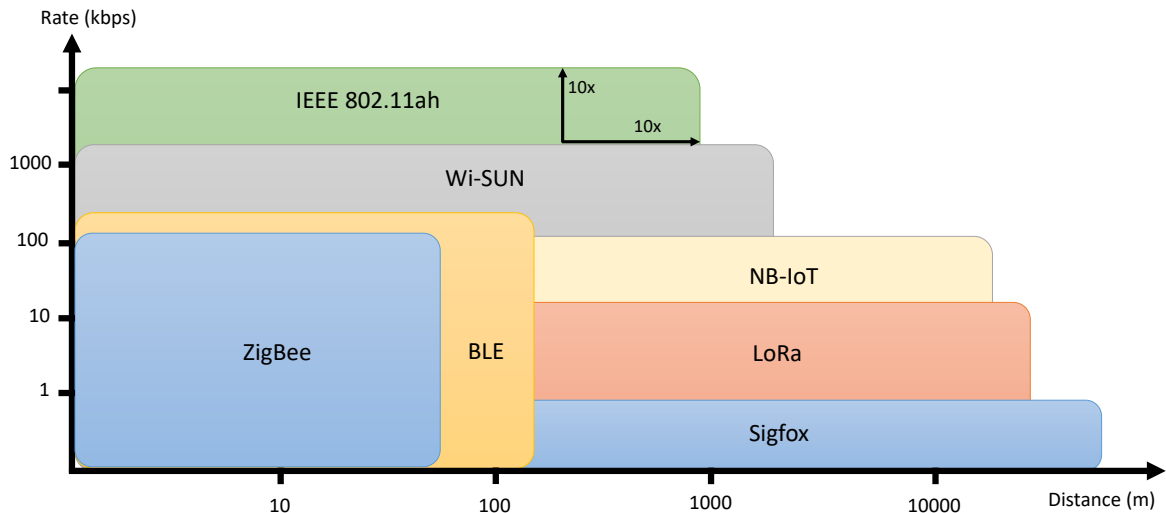 Rate (kbps)
IEEE 802.11ah
10x
10x
1000
Wi-SUN
100
NB-IoT
10
ZigBee
BLE
LoRa
1
Sigfox
10
100
1000
10000
Distance (m)